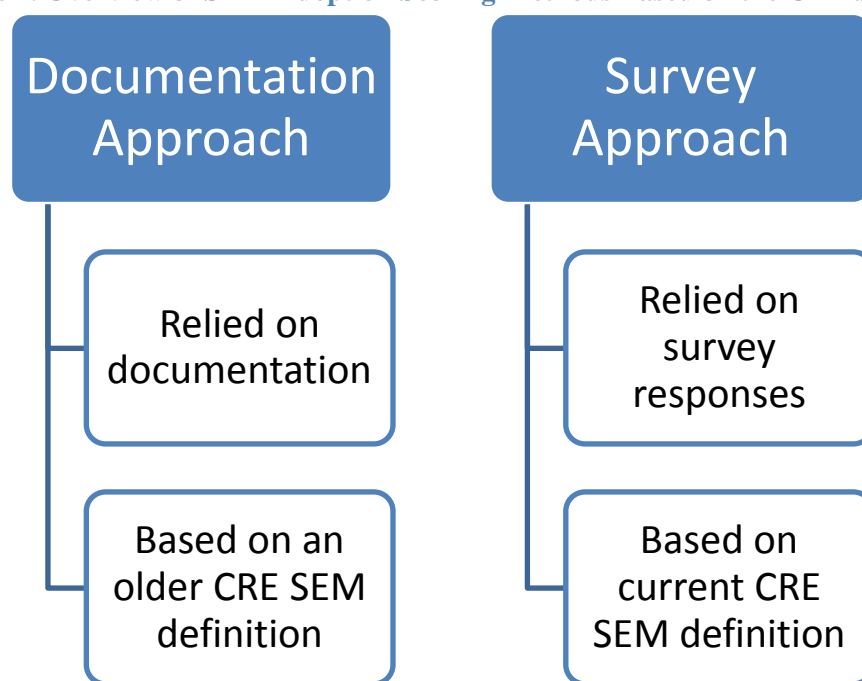 Documentation
Approach
Relied on
documentation
Based on an
older CRE SEM
definition
Survey
Approach
Relied on
survey
responses
Based on
current CRE
SEM definition